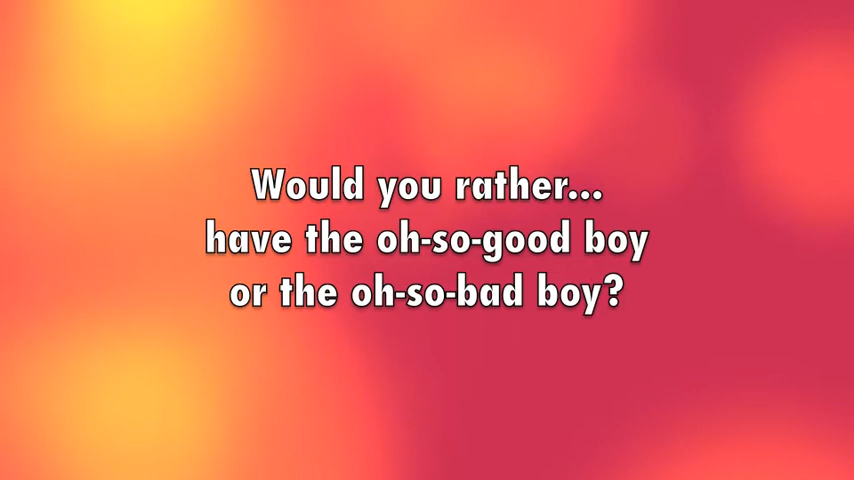 Would you rather...
have the oh-so-good boy
or the oh-so-bad boy?